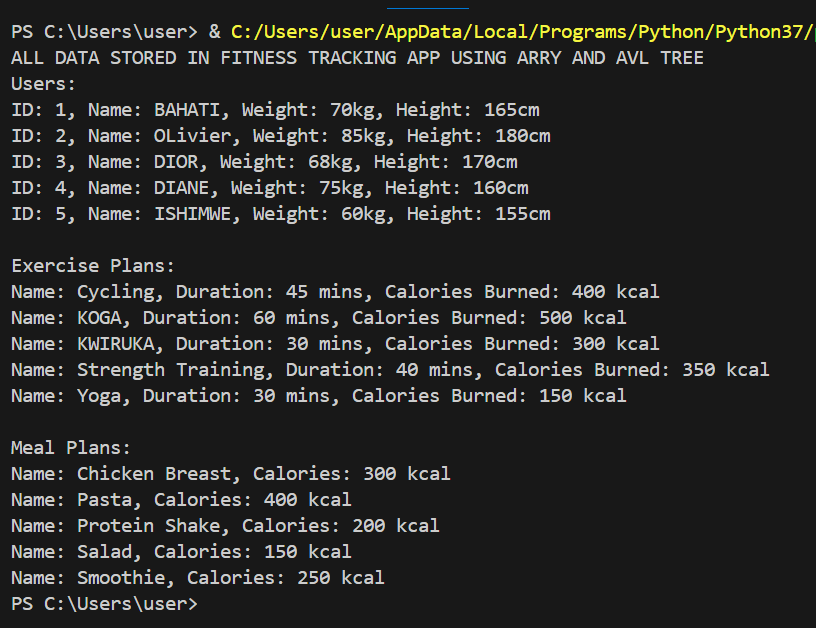 PS C:\Users\user> & C:/Users/user/AppData/Local/Programs/Python/Python37/
ALL DATA STORED IN FITNESS TRACKING APP USING ARRY AND AVL TREE
Users:
ID: 1, Name: BAHATI, Weight: 70kg, Height: 165cm
ID: 2, Name: OLivier, Weight: 85kg, Height: 180cm
ID: 3, Name: DIOR, Weight: 68kg, Height: 170cm
ID: 4, Name: DIANE, Weight: 75kg, Height: 160cm
ID: 5, Name: ISHIMWE, Weight: 60kg, Height: 155cm
Exercise Plans:
Name: Cycling, Duration: 45 mins, Calories Burned: 400 kcal
Name: KOGA, Duration: 60 mins, Calories Burned: 500 kcal
Name: KWIRUKA, Duration: 30 mins, Calories Burned: 300 kcal
Name: Strength Training, Duration: 40 mins, Calories Burned: 350 kcal
Name: Yoga, Duration: 30 mins, Calories Burned: 150 kcal
Meal Plans:
Name: Chicken Breast, Calories: 300 kcal
Name: Pasta, Calories: 400 kcal
Name: Protein Shake, Calories: 200 kcal
Name: Salad, Calories: 150 kcal
Name: Smoothie, Calories: 250 kcal
PS C:\Users\user>